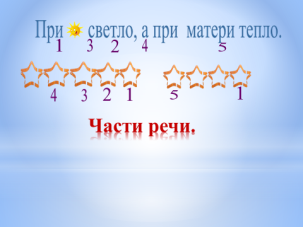 При светло, а при матери тепло.
1 3 2 4 5
4 3 2 1 5 1
Части речи.